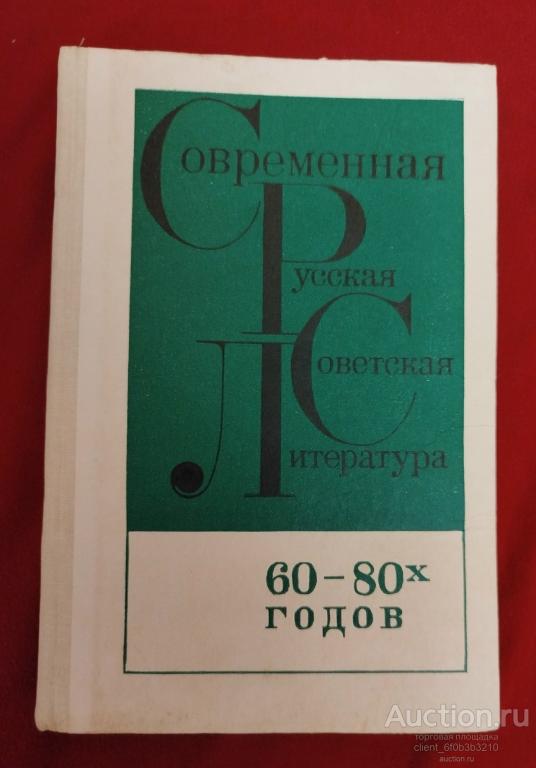 Современная
Русская
Советская
Литература
60-80х
годов
Auction.ru
торговая площадка
client_6f0b3b3210
auction.ru